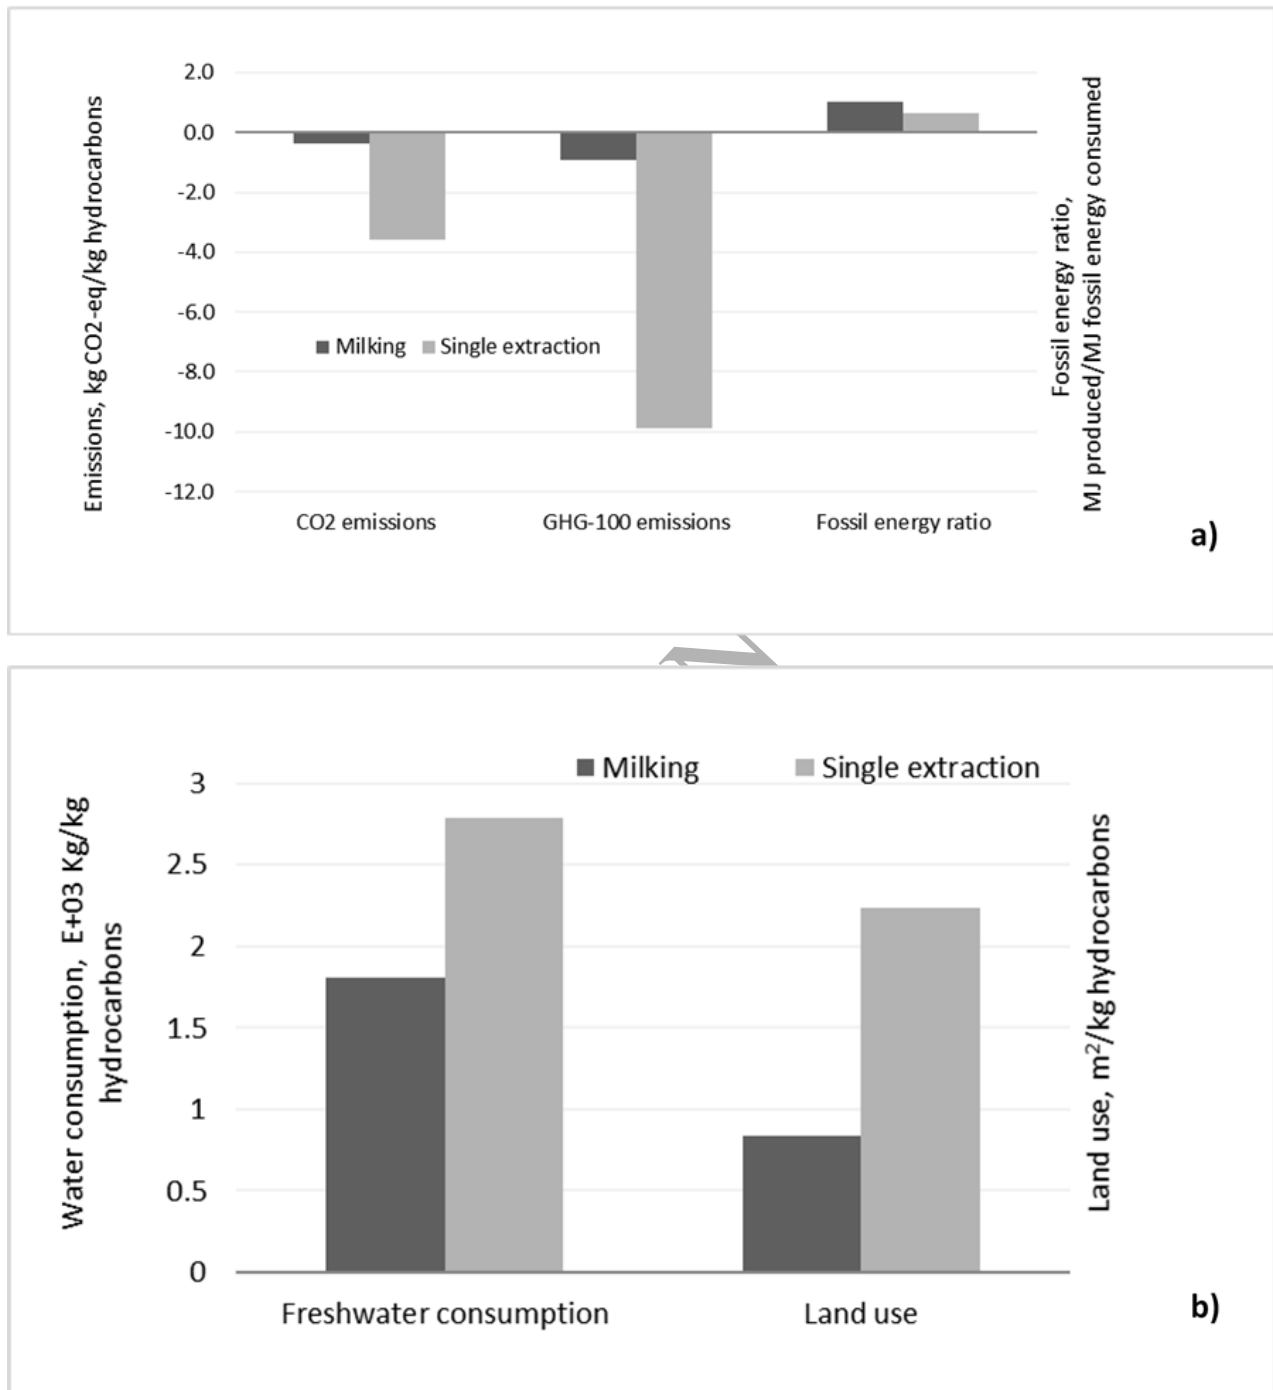 2.0
0.0
-2.0
-4.0
-6.0
-8.0
-10.0
-12.0
Emissions, kg CO2-eq/kg hydrocarbons
Milking
Single extraction
CO2 emissions
GHG-100 emissions
Fossil energy ratio
Fossil energy ratio,
MJ produced/MJ fossil energy consumed
a)
Milking
Single extraction
3
2.5
2
1.5
1
0.5
0
Water consumption, E+03 Kg/kg
hydrocarbons
Freshwater consumption
Land use
Land use, m²/kg hydrocarbons
b)